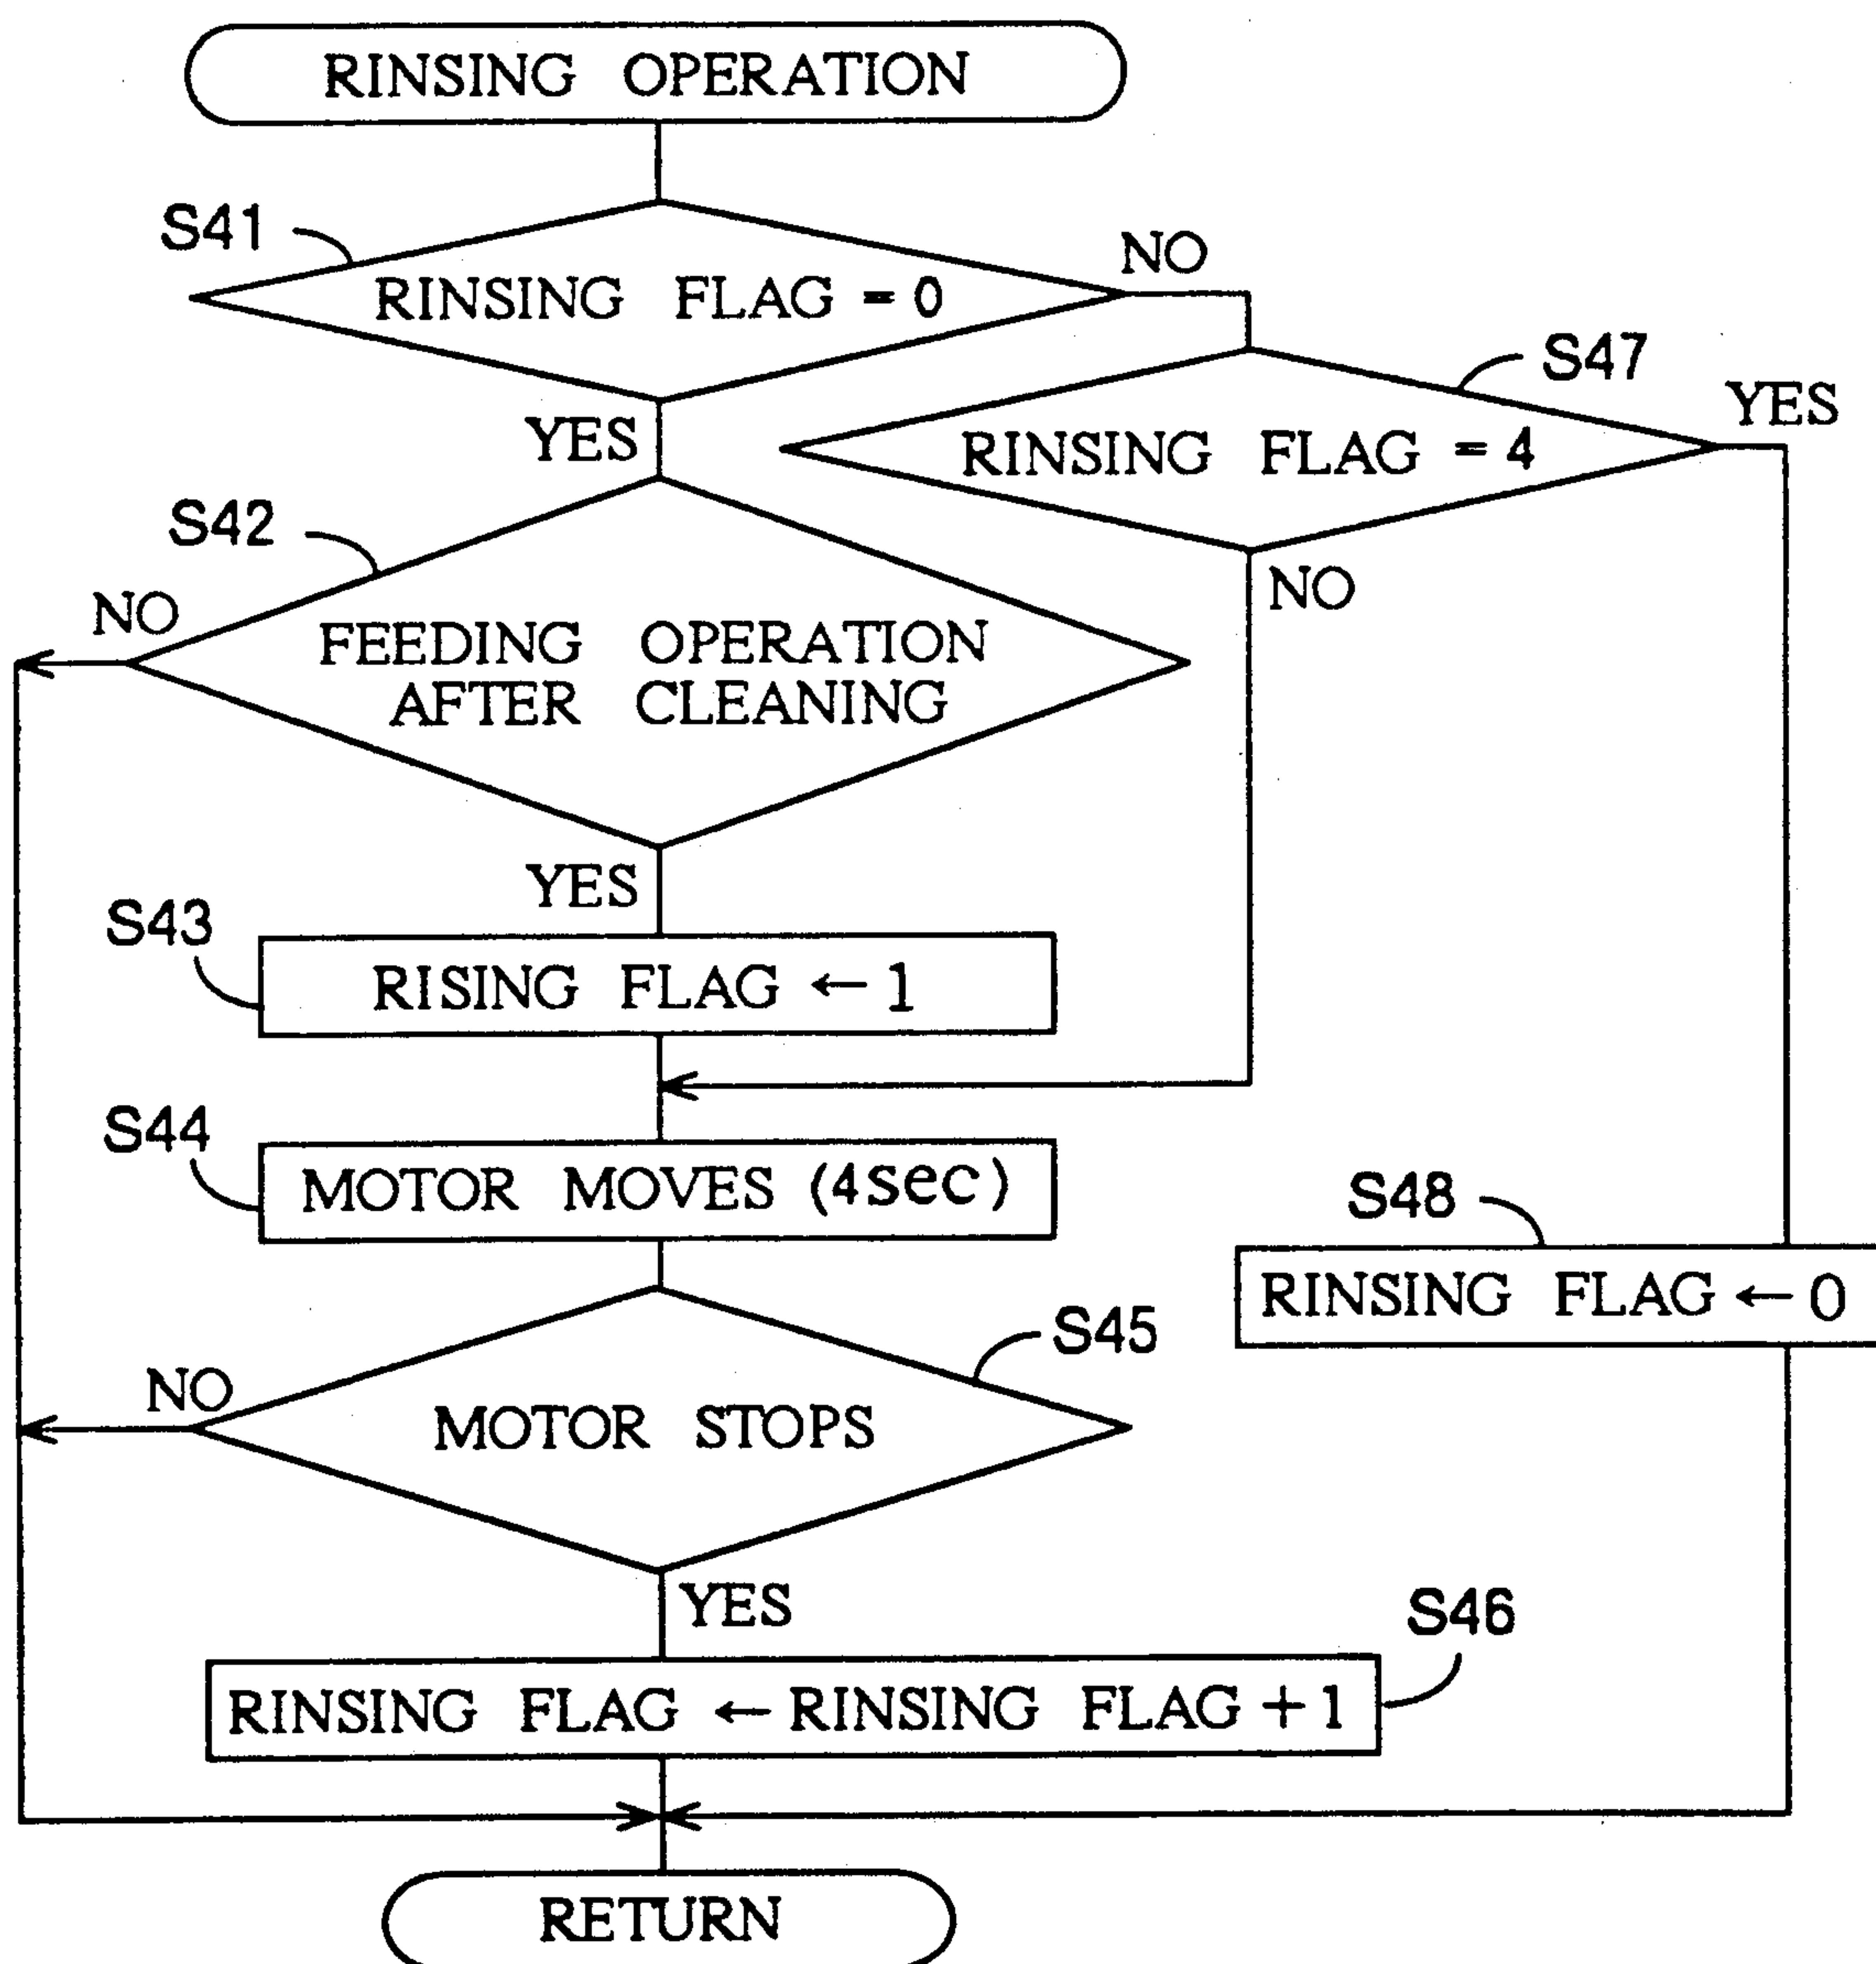 RINSING OPERATION
S41
RINSING FLAG = 0
NO
S47
YES
RINSING FLAG = 4
YES
NO
S42
NO
FEEDING OPERATION
AFTER CLEANING
YES
S43
RISING FLAG ← 1
S44
MOTOR MOVES (4sec)
S48
RINSING FLAG ← 0
S45
NO
MOTOR STOPS
YES
S46
RINSING FLAG ← RINSING FLAG + 1
RETURN